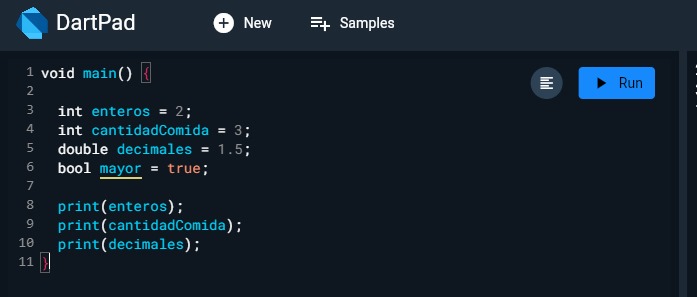 DartPad
New
Samples
Run
1 void main() {
2
3   int enteros = 2;
4   int cantidadComida = 3;
5   double decimales = 1.5;
6   bool mayor = true;
7
8   print(enteros);
9   print(cantidadComida);
10   print(decimales);
11 }